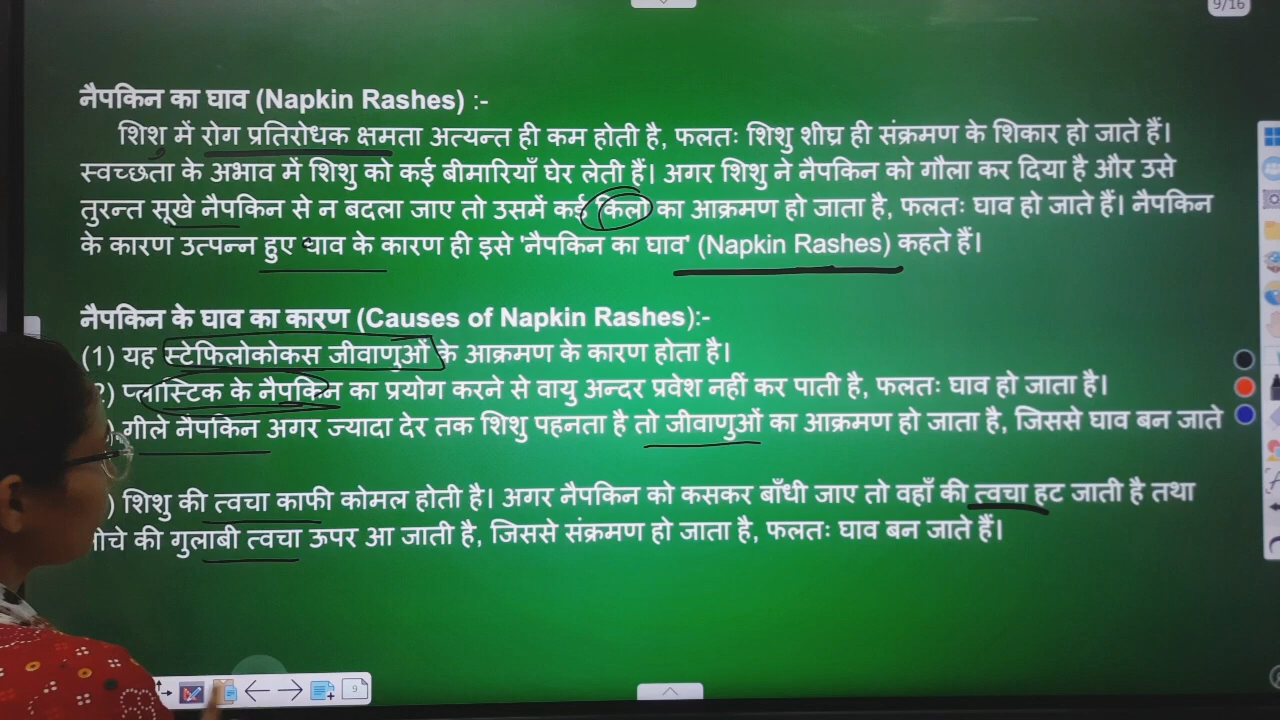 9/16
नैपकिन का घाव (Napkin Rashes) :-
शिशु में रोग प्रतिरोधक क्षमता अत्यन्त ही कम होती है, फलतः शिशु शीघ्र ही संक्रमण के शिकार हो जाते हैं।
स्वच्छता के अभाव में शिशु को कई बीमारियाँ घेर लेती हैं। अगर शिशु ने नैपकिन को गौला कर दिया है और उसे
तुरन्त सूखे नैपकिन से न बदला जाए तो उसमें कई का आक्रमण हो जाता है, फलतः घाव हो जाते हैं। नैपकिन
के कारण उत्पन्न हुए घाव के कारण ही इसे 'नैपकिन का घाव' (Napkin Rashes) कहते हैं।
नैपकिन के घाव का कारण (Causes of Napkin Rashes):-
(1) यह स्टेफिलोकोकस जीवाणुओं के आक्रमण के कारण होता है।
2) प्लास्टिक के नैपकिन का प्रयोग करने से वायु अन्दर प्रवेश नहीं कर पाती है, फलतः घाव हो जाता है।
) गीले नैपकिन अगर ज्यादा देर तक शिशु पहनता है तो जीवाणुओं का आक्रमण हो जाता है, जिससे घाव बन जाते
) शिशु की त्वचा काफी कोमल होती है। अगर नैपकिन को कसकर बाँधी जाए तो वहाँ की त्वचा हट जाती है तथा
की गुलाबी त्वचा ऊपर आ जाती है, जिससे संक्रमण हो जाता है, फलतः घाव बन जाते हैं।
9